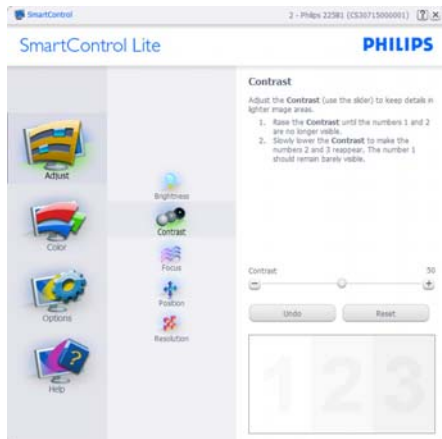 SmartControl
2 - Philips 225B1 (CS30715000001)
SmartControl Lite
PHILIPS
Adjust
Color
Options
Help
Brightness
Contrast
Focus
Position
Resolution
Contrast
Adjust the Contrast (use the slider) to keep details in
lighter image areas.
1. Raise the Contrast until the numbers 1 and 2
are no longer visible.
2. Slowly lower the Contrast to make the
numbers 2 and 3 reappear. The number 1
should remain barely visible.
Contrast
50
Undo
Reset
1 2 3